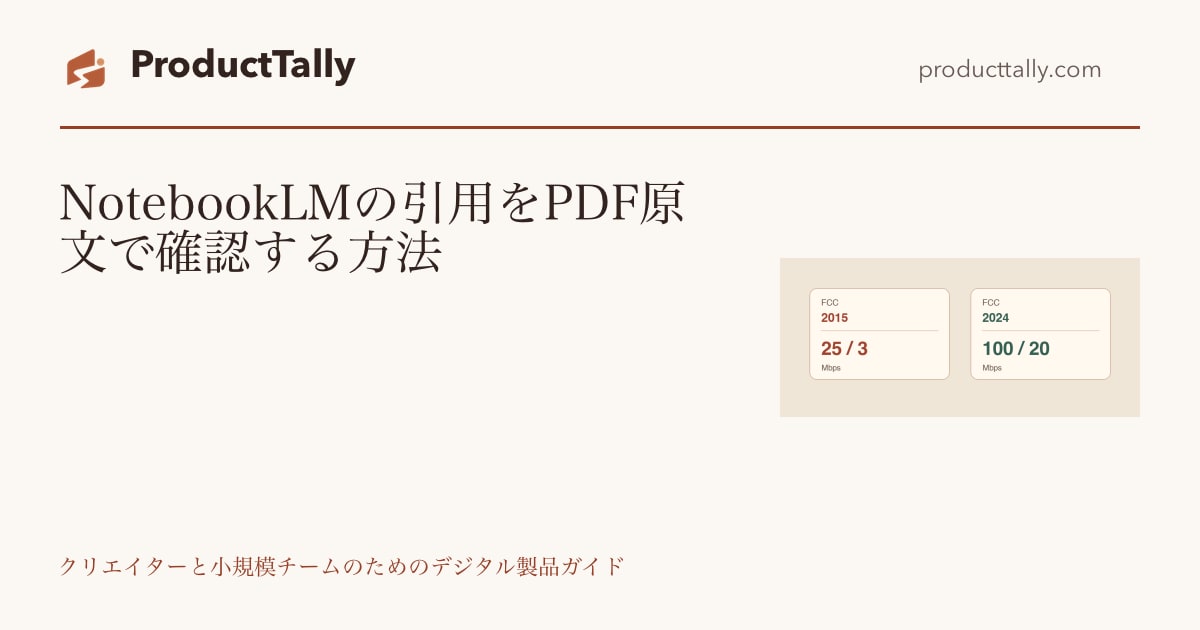 ProductTally
producttally.com
NotebookLMの引用をPDF原
文で確認する方法
FCC
2015
25 / 3
Mbps
FCC
2024
100 / 20
Mbps
クリエイターと小規模チームのためのデジタル製品ガイド